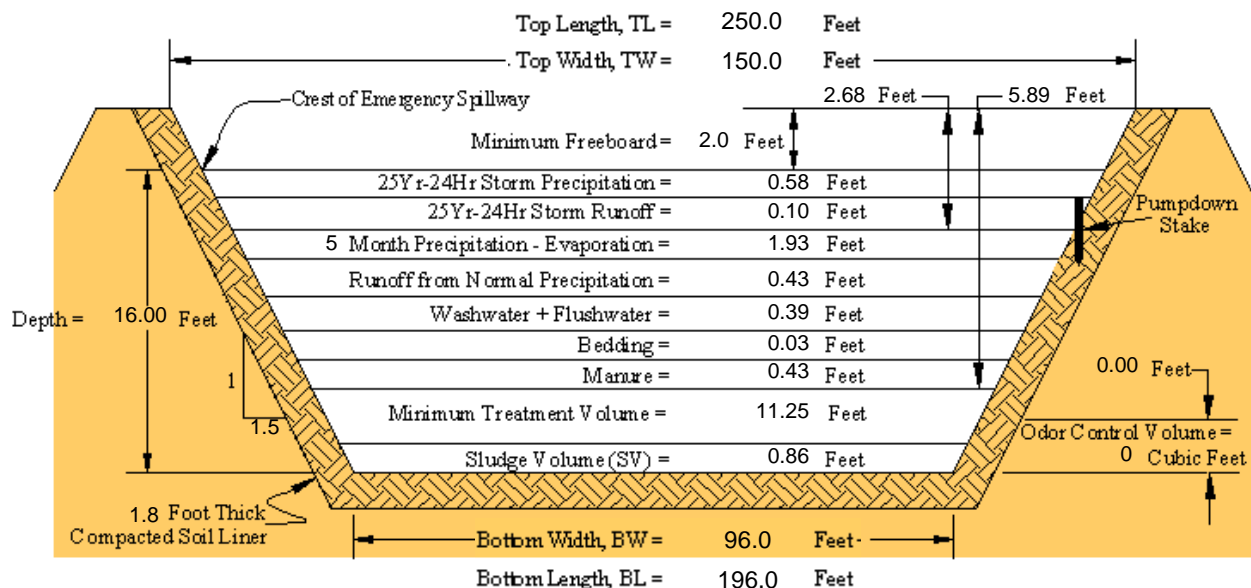 Top Length, TL = 250.0 Feet
Top Width, TW = 150.0 Feet
Crest of Emergency Spillway
2.68 Feet 5.89 Feet
Minimum Freeboard = 2.0 Feet
25Yr-24Hr Storm Precipitation = 0.58 Feet
25Yr-24Hr Storm Runoff = 0.10 Feet
Pumpdown
Stake
5 Month Precipitation - Evaporation = 1.93 Feet
Runoff from Normal Precipitation = 0.43 Feet
Depth = 16.00 Feet
Washwater + Flushwater = 0.39 Feet
Bedding = 0.03 Feet
Manure = 0.43 Feet
0.00 Feet
1
1.5
Minimum Treatment Volume = 11.25 Feet
Odor Control Volume =
0 Cubic Feet
Sludge Volume (SV) = 0.86 Feet
1.8 Foot Thick
Compacted Soil Liner
Bottom Width, BW = 96.0 Feet
Bottom Length, BL = 196.0 Feet